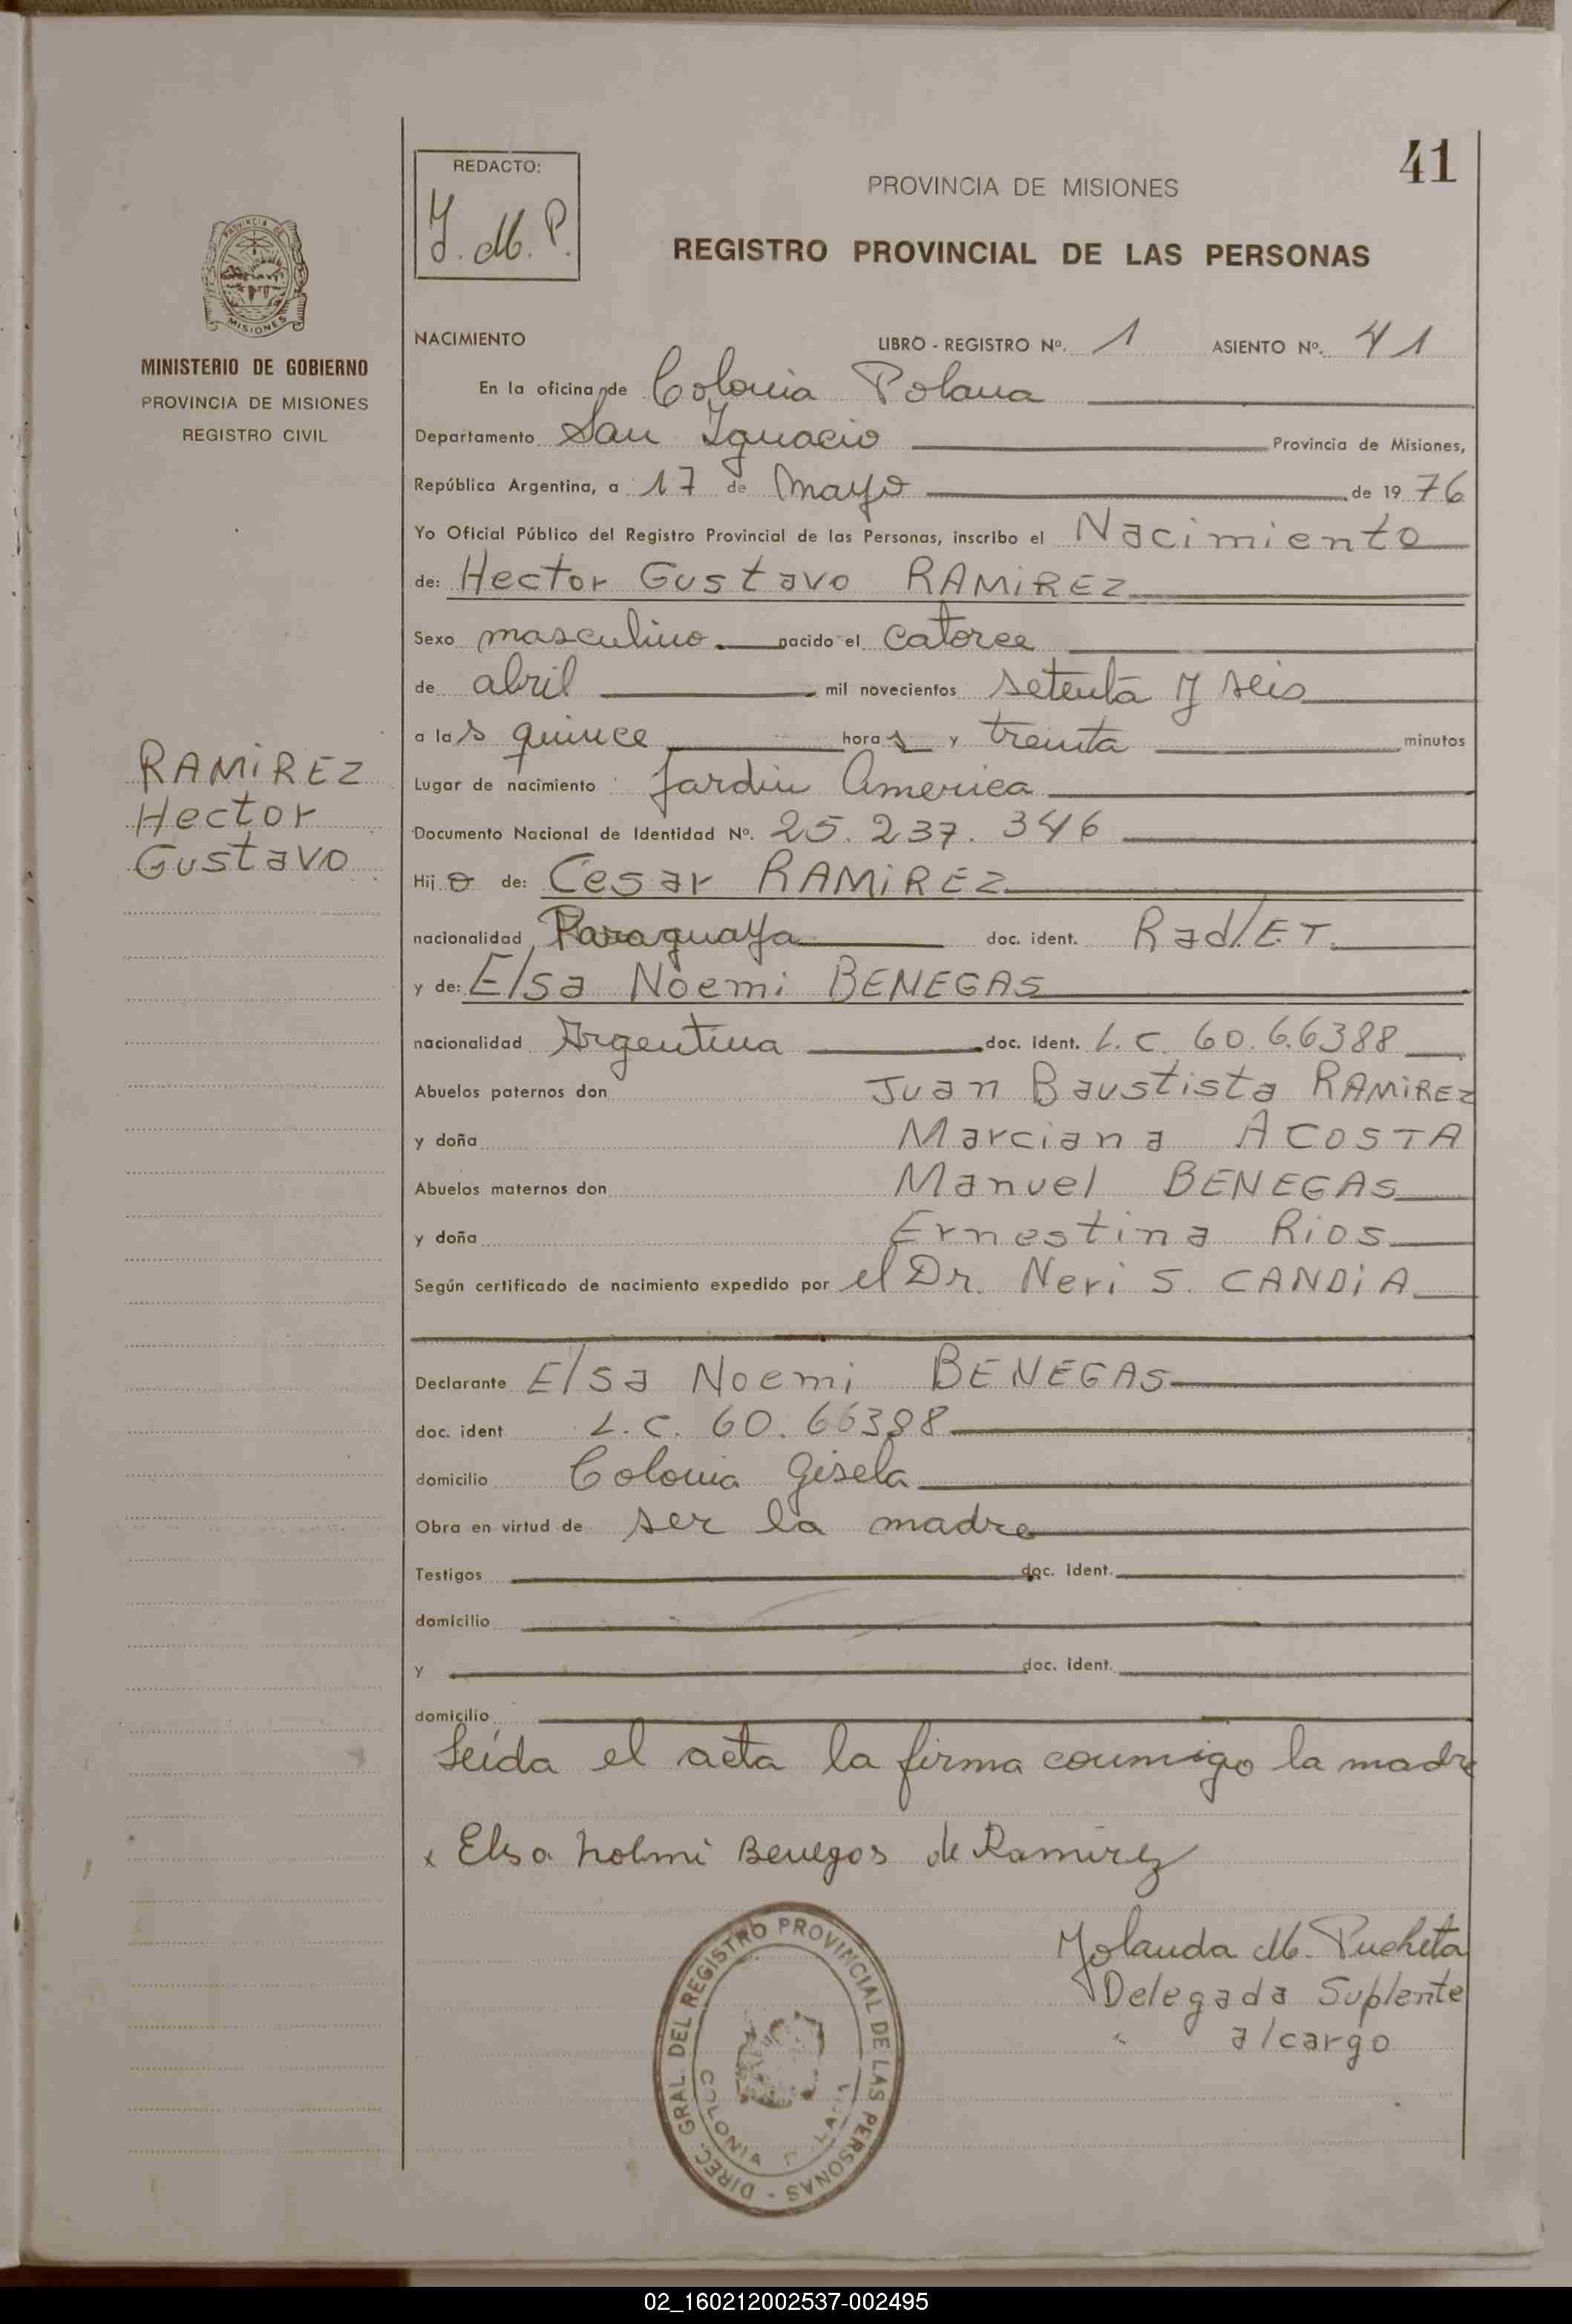 41
REDACTO:
Y. M. P.
PROVINCIA DE MISIONES
REGISTRO PROVINCIAL DE LAS PERSONAS
PROVINCIA DE
MISIONES
MINISTERIO DE GOBIERNO
PROVINCIA DE MISIONES
REGISTRO CIVIL
NACIMIENTO LIBRO - REGISTRO Nº. 1 ASIENTO Nº. 41
En la oficina de Colonia Polana
Departamento San Ignacio Provincia de Misiones,
República Argentina, a 17 de Mayo de 1976
Yo Oficial Público del Registro Provincial de las Personas, inscribo el Nacimiento
de: Hector Gustavo RAMIREZ
Sexo masculino nacido el catorce
de abril mil novecientos setenta y seis
a las quince horas y treinta minutos
RAMIREZ
Hector
Gustavo
Lugar de nacimiento Jardin America
Documento Nacional de Identidad Nº. 25.237.346
Hijo de: Cesar RAMIREZ
nacionalidad Paraguaya doc. ident. Rad/ET.
y de: Elsa Noemi BENEGAS
nacionalidad Argentina doc. ident. L.C. 60.66388
Abuelos paternos don Juan Baustista RAMIREZ
y doña Marciana ACOSTA
Abuelos maternos don Manuel BENEGAS
y doña Ernestina Rios
Según certificado de nacimiento expedido por el Dr. Neri S. CANDIA
Declarante Elsa Noemi BENEGAS
doc. ident L.C. 60.66388
domicilio Colonia Gisela
Obra en virtud de ser la madre
Testigos doc. ident.
domicilio
y doc. ident.
domicilio
Leída el acta la firma conmigo la madre
x Elsa Nolmi Benegas de Ramirez
Yolanda M. Pucheta
Delegada Suplente
al cargo
DIREC. GRAL. DEL REGISTRO PROVINCIAL DE LAS PERSONAS -
COLONIA
02_160212002537-002495